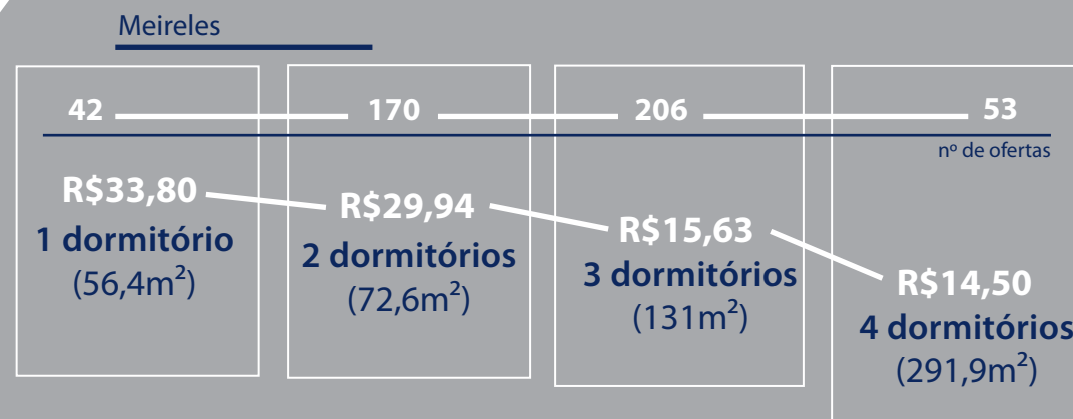 Meireles
42
170
206
53
nº de ofertas
R$33,80
1 dormitório
(56,4m²)
R$29,94
2 dormitórios
(72,6m²)
R$15,63
3 dormitórios
(131m²)
R$14,50
4 dormitórios
(291,9m²)